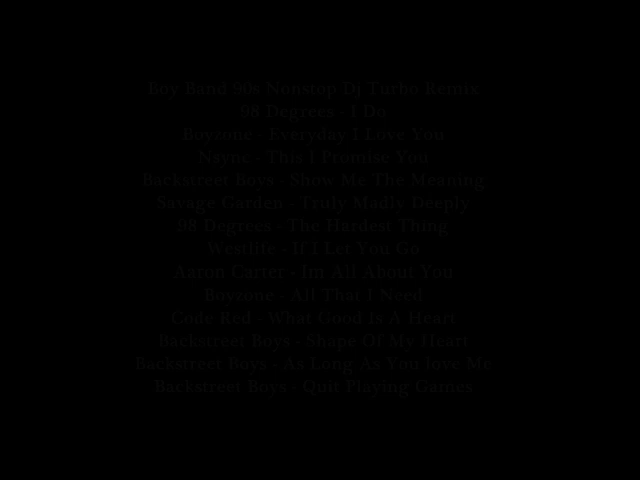 Boy Band 90s Nonstop Dj Turbo Remix
98 Degrees - I Do
Boyzone - Everyday I Love You
Nsync - This I Promise You
Backstreet Boys - Show Me The Meaning
Savage Garden - Truly Madly Deeply
98 Degrees - The Hardest Thing
Westlife - If I Let You Go
Aaron Carter - Im All About You
Boyzone - All That I Need
Code Red - What Good Is A Heart
Backstreet Boys - Shape Of My Heart
Backstreet Boys - As Long As You love Me
Backstreet Boys - Quit Playing Games